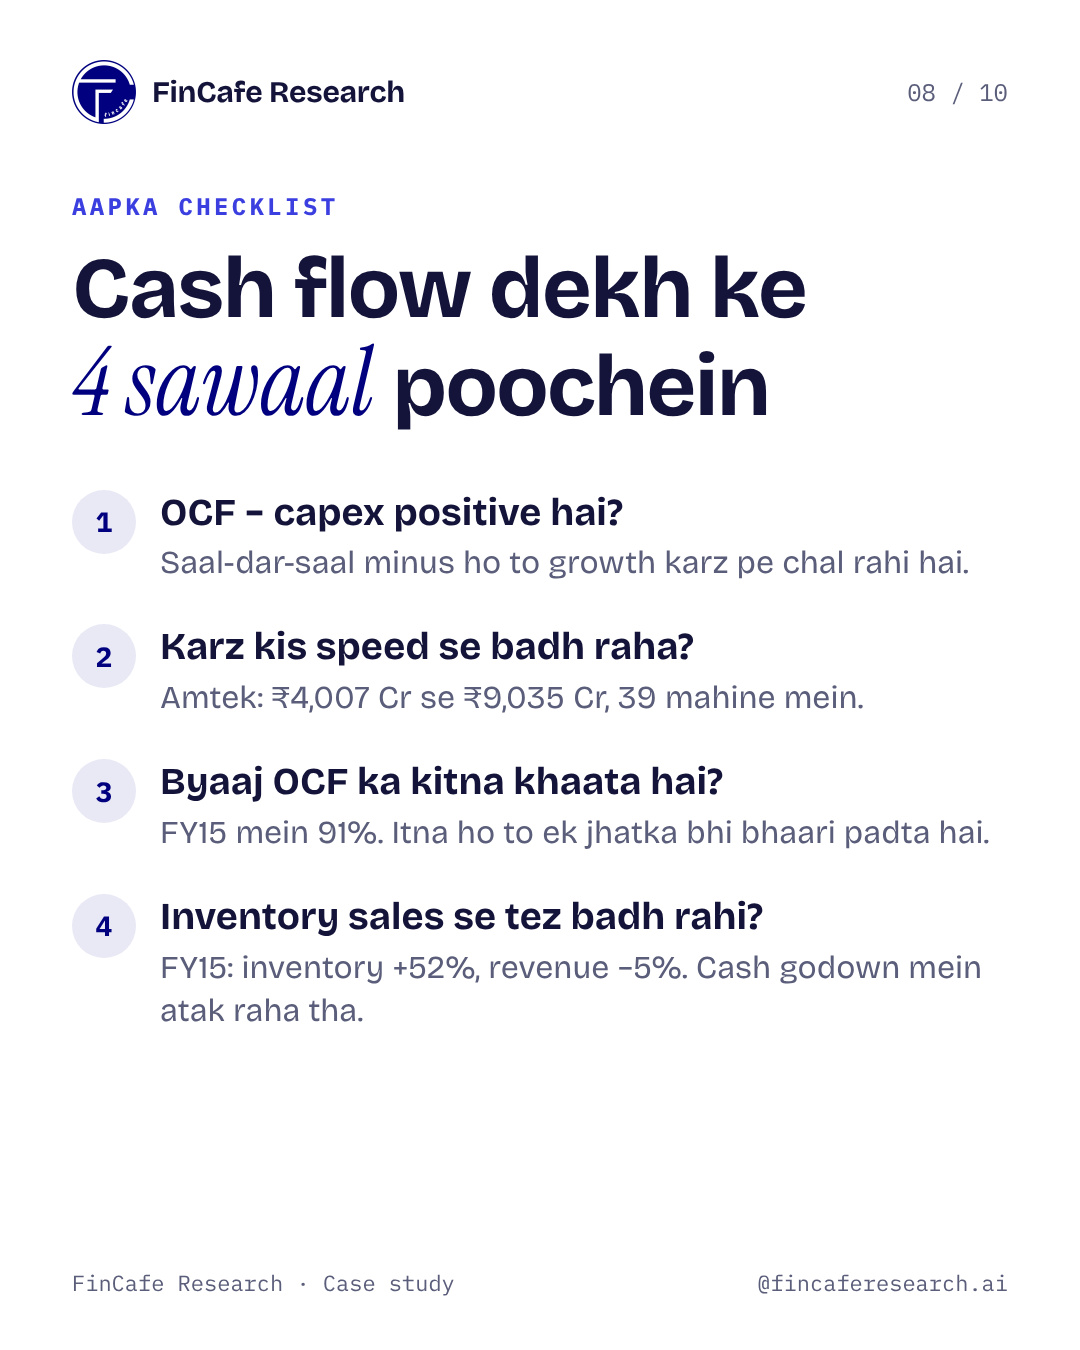 FinCafe Research
08 / 10
AAPKA CHECKLIST
Cash flow dekh ke
4 sawaal poochein
1
OCF − capex positive hai?
Saal-dar-saal minus ho to growth karz pe chal rahi hai.
2
Karz kis speed se badh raha?
Amtek: ₹4,007 Cr se ₹9,035 Cr, 39 mahine mein.
3
Byaaj OCF ka kitna khaata hai?
FY15 mein 91%. Itna ho to ek jhatka bhi bhaari padta hai.
4
Inventory sales se tez badh rahi?
FY15: inventory +52%, revenue −5%. Cash godown mein
atak raha tha.
FinCafe Research · Case study
@fincaferesearch.ai